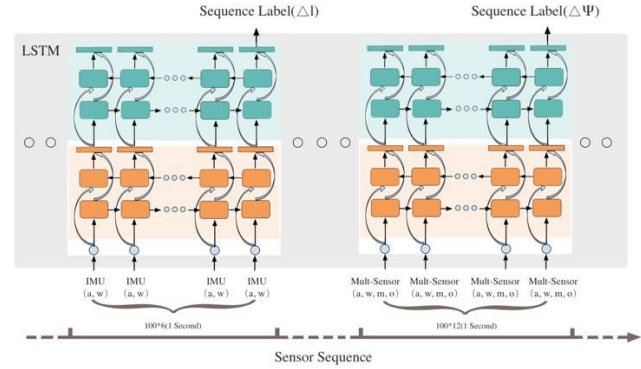 Sequence Label(△l)
Sequence Label(△Ψ)
LSTM
IMU
(a, w)
IMU
(a, w)
IMU
(a, w)
IMU
(a, w)
Mult-Sensor
(a, w, m, o)
Mult-Sensor
(a, w, m, o)
Mult-Sensor
(a, w, m, o)
Mult-Sensor
(a, w, m, o)
100*6(1 Second)
100*12(1 Second)
Sensor Sequence